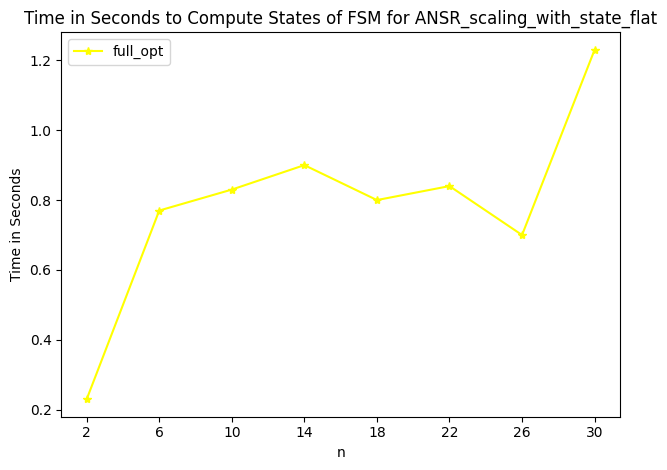 Time in Seconds to Compute States of FSM for ANSR_scaling_with_state_flat
full_opt
1.2
1.0
0.8
0.6
0.4
0.2
Time in Seconds
2 6 10 14 18 22 26 30
n